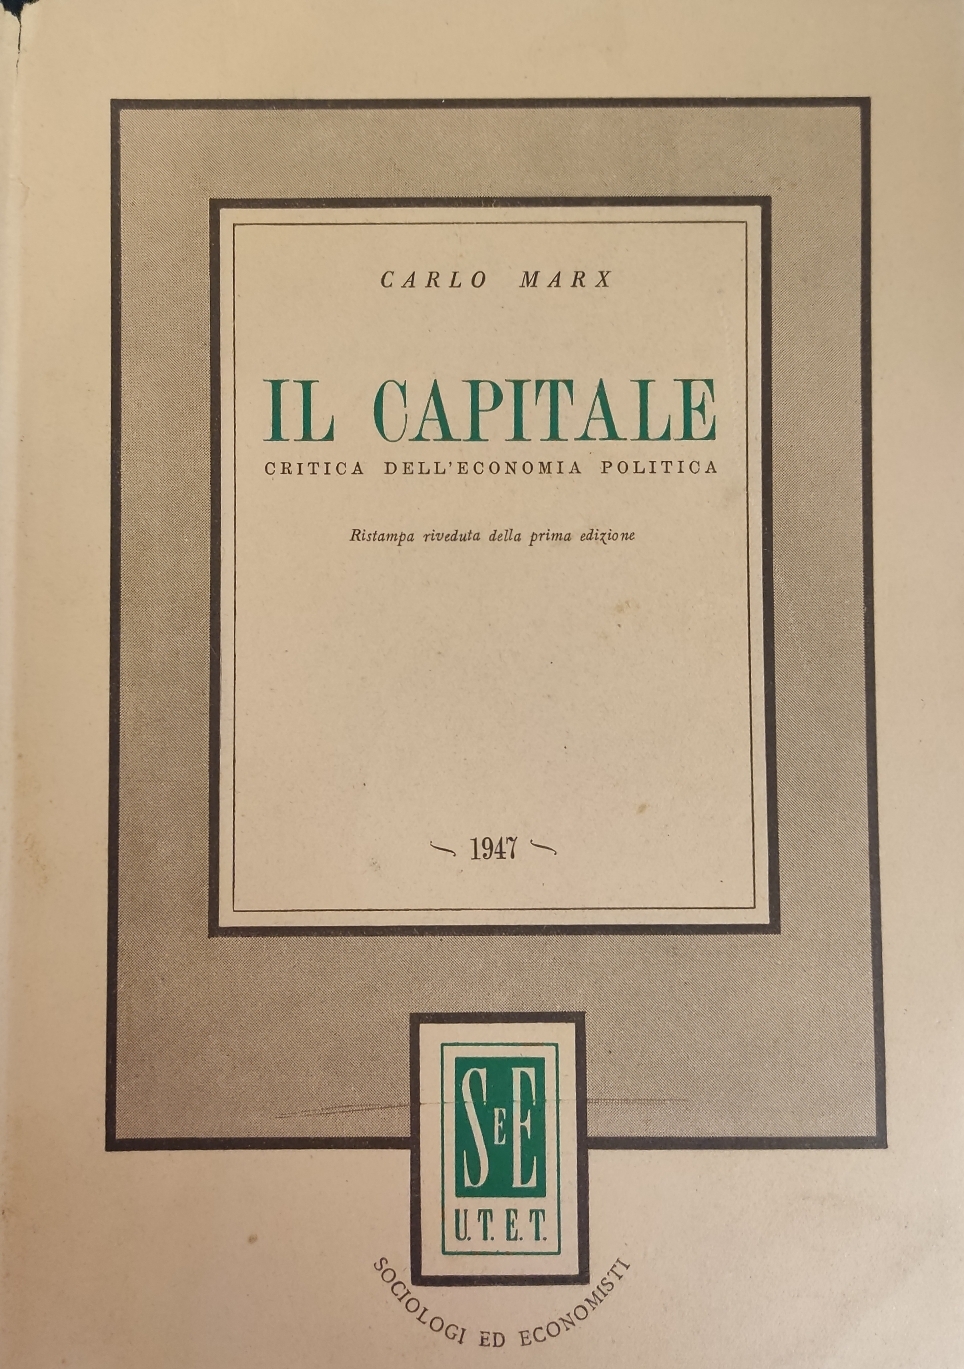 CARLO MARX
IL CAPITALE
CRITICA DELL'ECONOMIA POLITICA
Ristampa riveduta della prima edizione
1947
SEE
U.T.E.T.
SOCIOLOGI ED ECONOMISTI